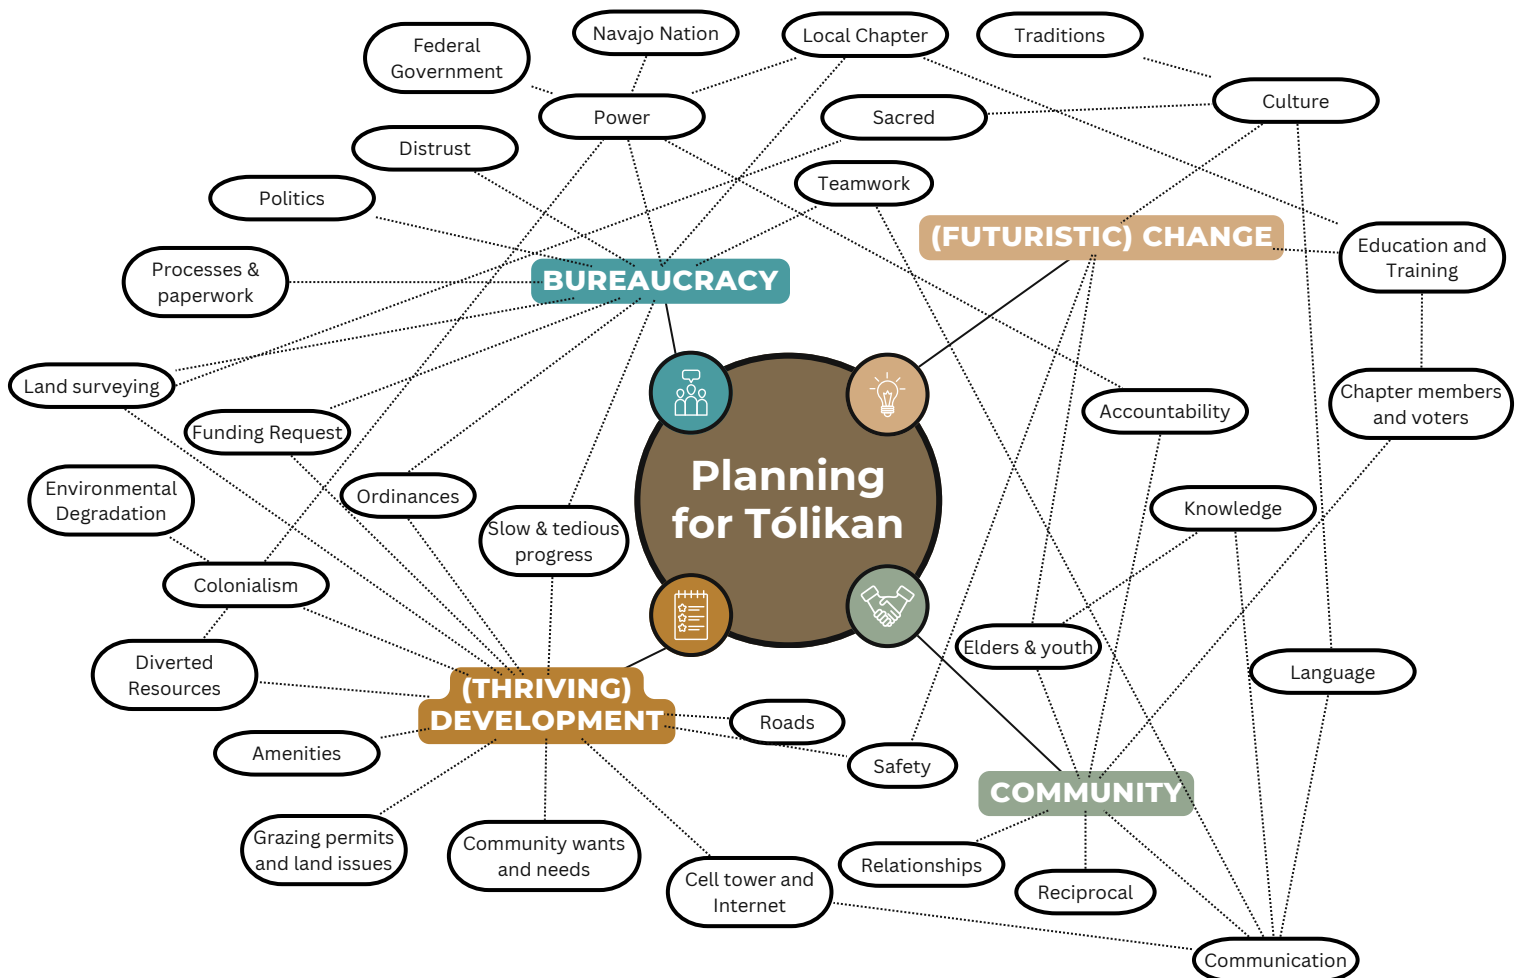 Navajo Nation
Local Chapter
Traditions
Federal
Government
Culture
Power
Sacred
Distrust
Teamwork
Politics
(FUTURISTIC) CHANGE
Education and
Training
Processes &
paperwork
BUREAUCRACY
Land surveying
Chapter members
and voters
Accountability
Funding Request
Planning
for Tólikan
Environmental
Degradation
Ordinances
Knowledge
Slow & tedious
progress
Colonialism
Elders & youth
Diverted
Resources
Language
(THRIVING)
DEVELOPMENT
Roads
Amenities
Safety
COMMUNITY
Grazing permits
and land issues
Community wants
and needs
Relationships
Cell tower and
Internet
Reciprocal
Communication